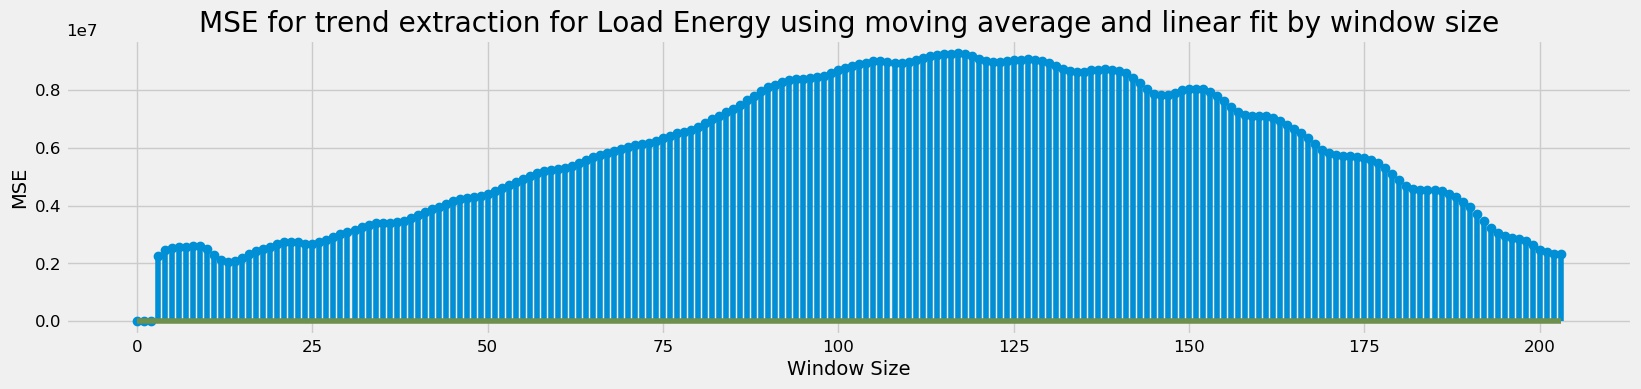 MSE for trend extraction for Load Energy using moving average and linear fit by window size
1e7
0.8
0.6
0.4
0.2
0.0
MSE
0 25 50 75 100 125 150 175 200
Window Size